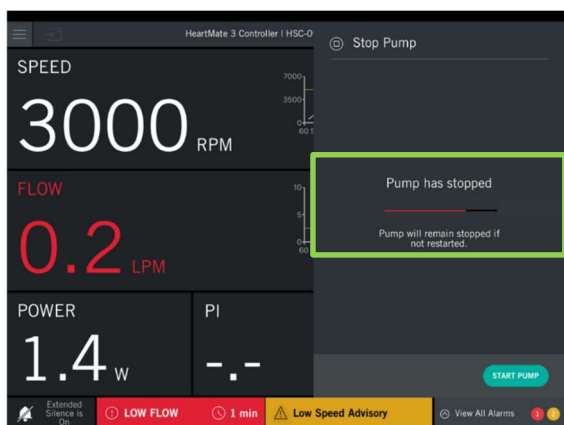 HeartMate 3 Controller | HSC-0
Stop Pump
SPEED
3000 RPM
7000
3500
0
60 S
FLOW
0.2 LPM
10
5
0
60
Pump has stopped
Pump will remain stopped if
not restarted.
POWER
1.4 W
PI
-.-
START PUMP
Extended
Silence is
On
LOW FLOW
1 min
Low Speed Advisory
View All Alarms
1
2